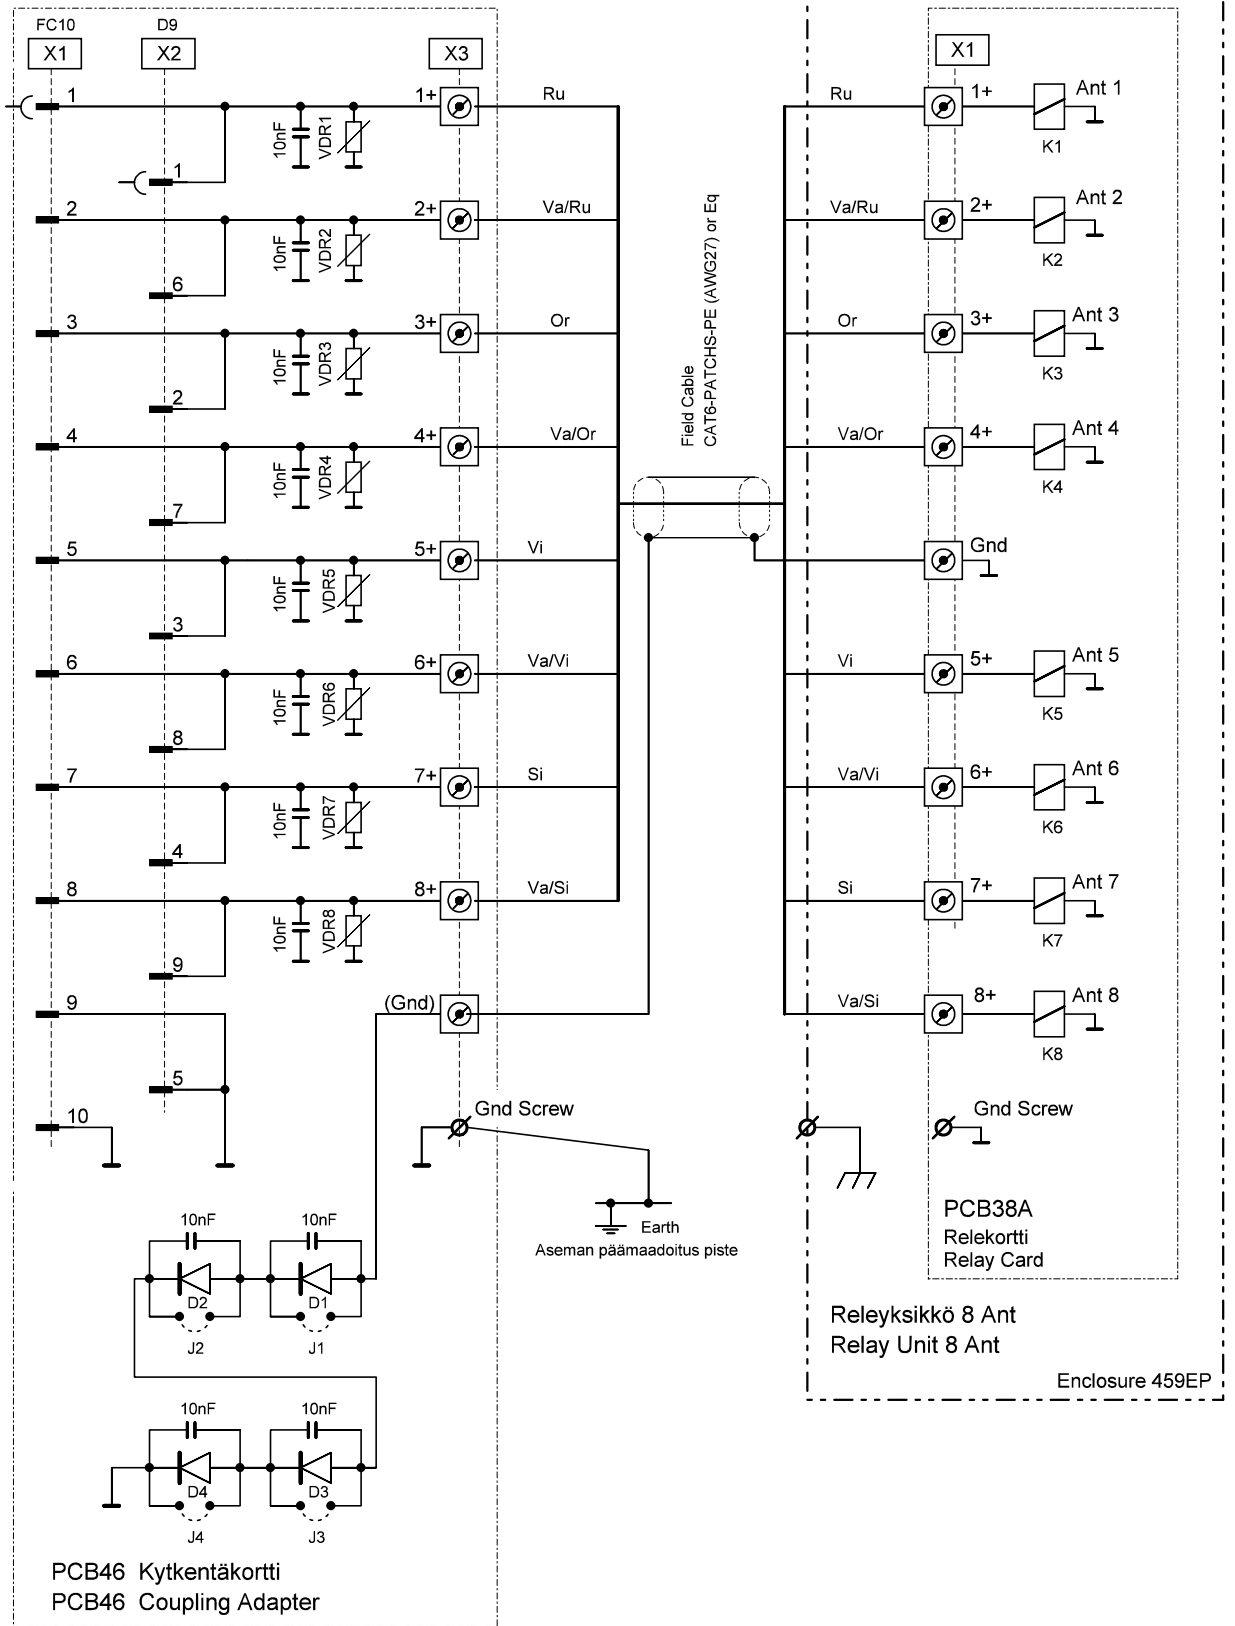 FC10
D9
X1
X2
X3
X1
1
1+
Ru
Ru
1+
Ant 1
10nF
VDR1
K1
1
2
2+
Va/Ru
Va/Ru
2+
Ant 2
10nF
VDR2
K2
6
3
3+
Or
Or
3+
Ant 3
10nF
VDR3
K3
2
Field Cable
CAT6-PATCHS-PE (AWG27) or Eq
4
4+
Va/Or
Va/Or
4+
Ant 4
10nF
VDR4
K4
7
5
5+
Vi
Gnd
10nF
VDR5
3
6
6+
Va/Vi
Vi
5+
Ant 5
10nF
VDR6
K5
8
7
7+
Si
Va/Vi
6+
Ant 6
10nF
VDR7
K6
4
8
8+
Va/Si
Si
7+
Ant 7
10nF
VDR8
K7
9
9
(Gnd)
Va/Si
8+
Ant 8
K8
5
10
Gnd Screw
Gnd Screw
Earth
Aseman päämaadoitus piste
PCB38A
Relekortti
Relay Card
10nF
10nF
D2
D1
J2
J1
Releyksikkö 8 Ant
Relay Unit 8 Ant
Enclosure 459EP
10nF
10nF
D4
D3
J4
J3
PCB46 Kytkentäkortti
PCB46 Coupling Adapter